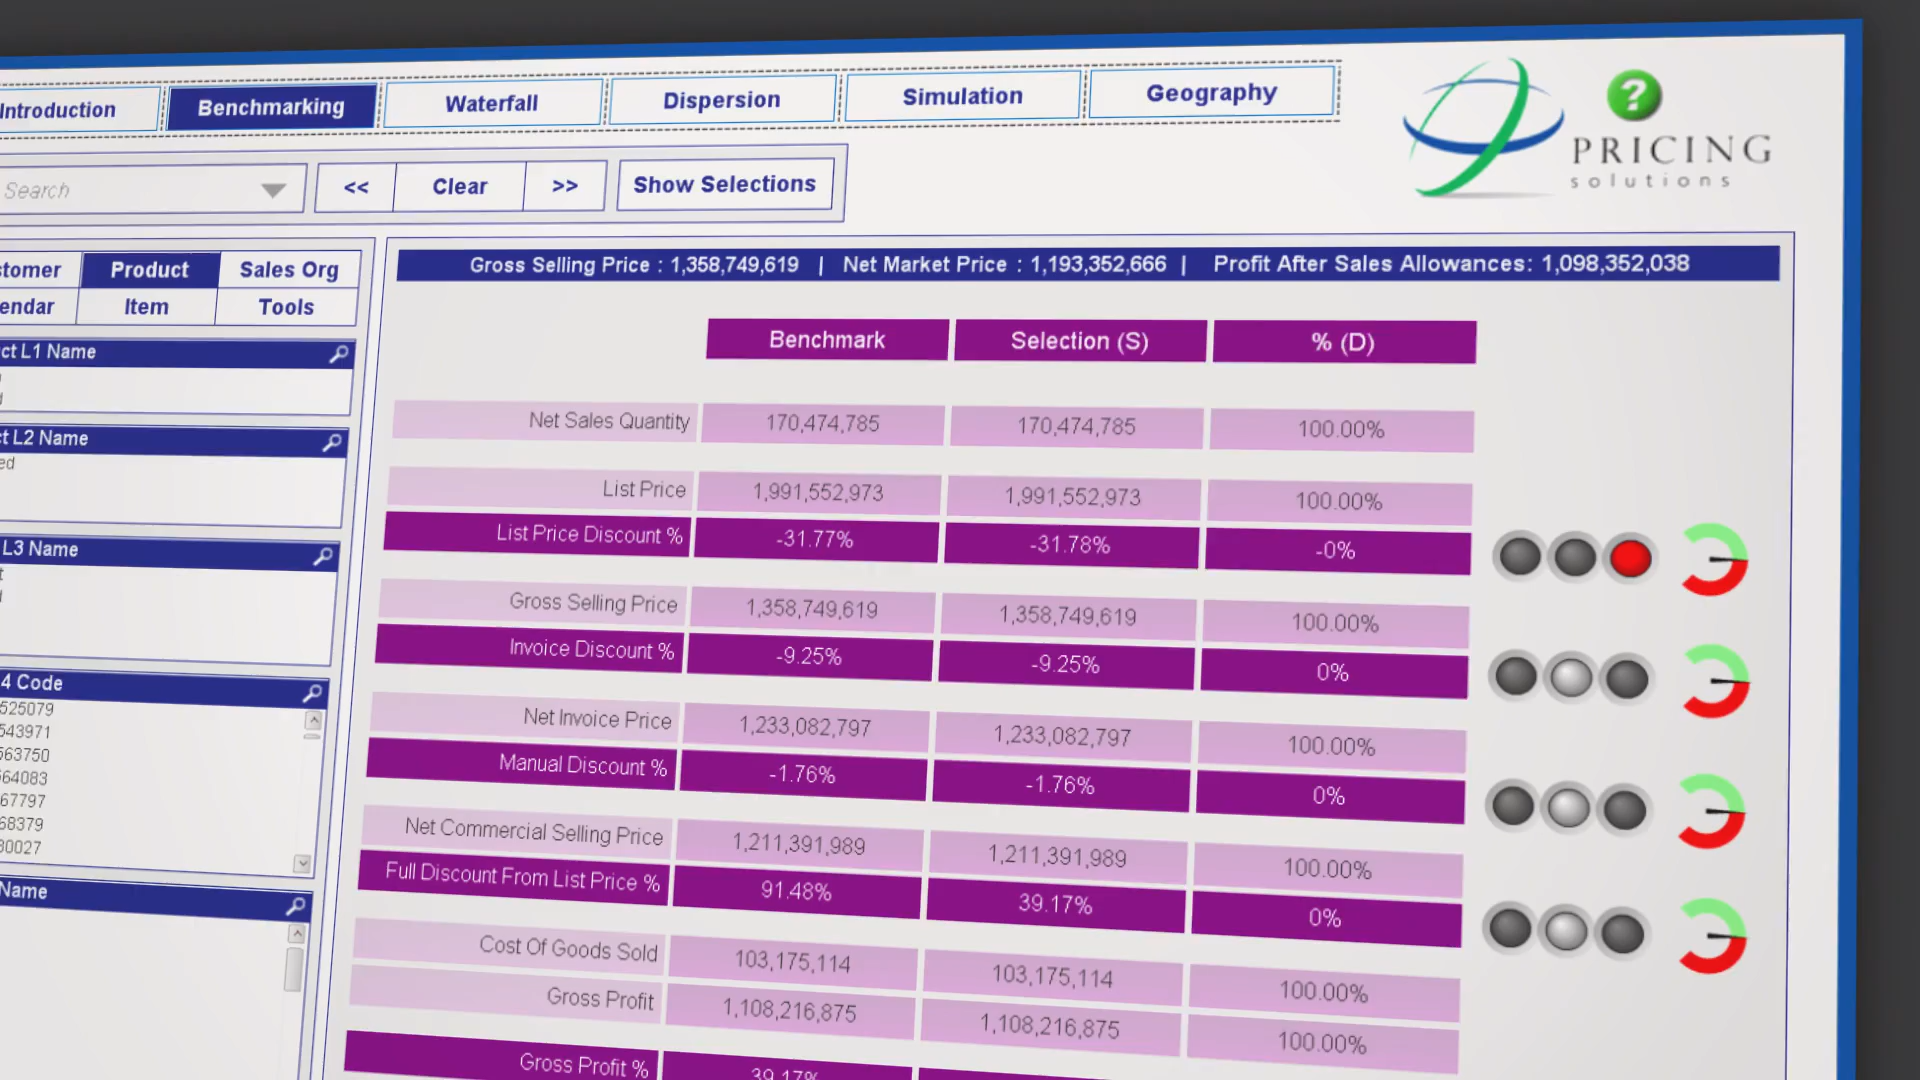 Introduction
Benchmarking
Waterfall
Dispersion
Simulation
Geography
?
PRICING
solutions
Search
<<
Clear
>>
Show Selections
stomer
Product
Sales Org
endar
Item
Tools
ct L1 Name
ct L2 Name
ed
L3 Name
4 Code
525079
543971
563750
64083
67797
68379
30027
Name
Gross Selling Price : 1,358,749,619 | Net Market Price : 1,193,352,666 | Profit After Sales Allowances: 1,098,352,038
Benchmark Selection (S) % (D)
Net Sales Quantity 170,474,785 170,474,785 100.00%
List Price 1,991,552,973 1,991,552,973 100.00%
List Price Discount % -31.77% -31.78% -0%
Gross Selling Price 1,358,749,619 1,358,749,619 100.00%
Invoice Discount % -9.25% -9.25% 0%
Net Invoice Price 1,233,082,797 1,233,082,797 100.00%
Manual Discount % -1.76% -1.76% 0%
Net Commercial Selling Price 1,211,391,989 1,211,391,989 100.00%
Full Discount From List Price % 91.48% 39.17% 0%
Cost Of Goods Sold 103,175,114 103,175,114 100.00%
Gross Profit 1,108,216,875 1,108,216,875 100.00%
Gross Profit % 39.17%